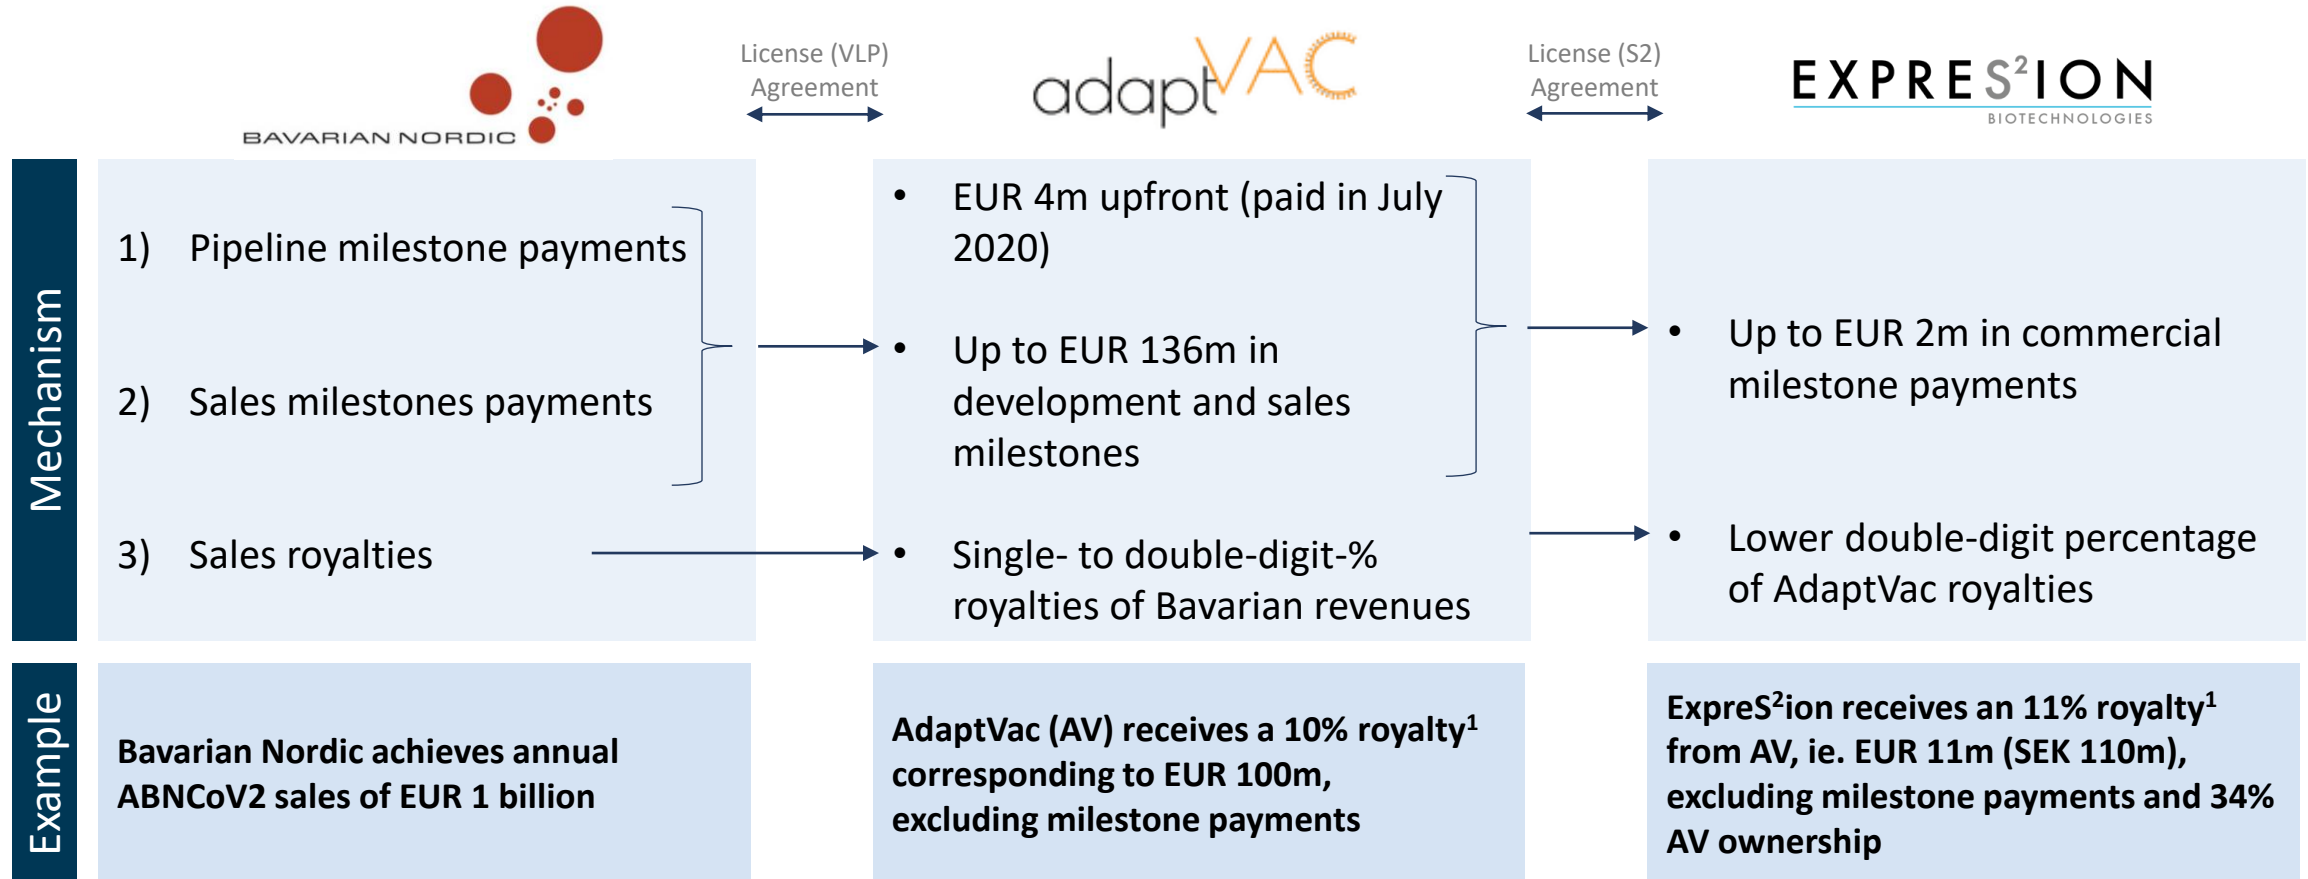 BAVARIAN NORDIC
License (VLP)
Agreement
adaptVAC
License (S2)
Agreement
EXPRES²ION
BIOTECHNOLOGIES
Mechanism
1) Pipeline milestone payments
2) Sales milestones payments
3) Sales royalties
• EUR 4m upfront (paid in July
2020)
• Up to EUR 136m in
development and sales
milestones
• Single- to double-digit-%
royalties of Bavarian revenues
• Up to EUR 2m in commercial
milestone payments
• Lower double-digit percentage
of AdaptVac royalties
Example
Bavarian Nordic achieves annual
ABNCoV2 sales of EUR 1 billion
AdaptVac (AV) receives a 10% royalty¹
corresponding to EUR 100m,
excluding milestone payments
ExpreS²ion receives an 11% royalty¹
from AV, ie. EUR 11m (SEK 110m),
excluding milestone payments and 34%
AV ownership